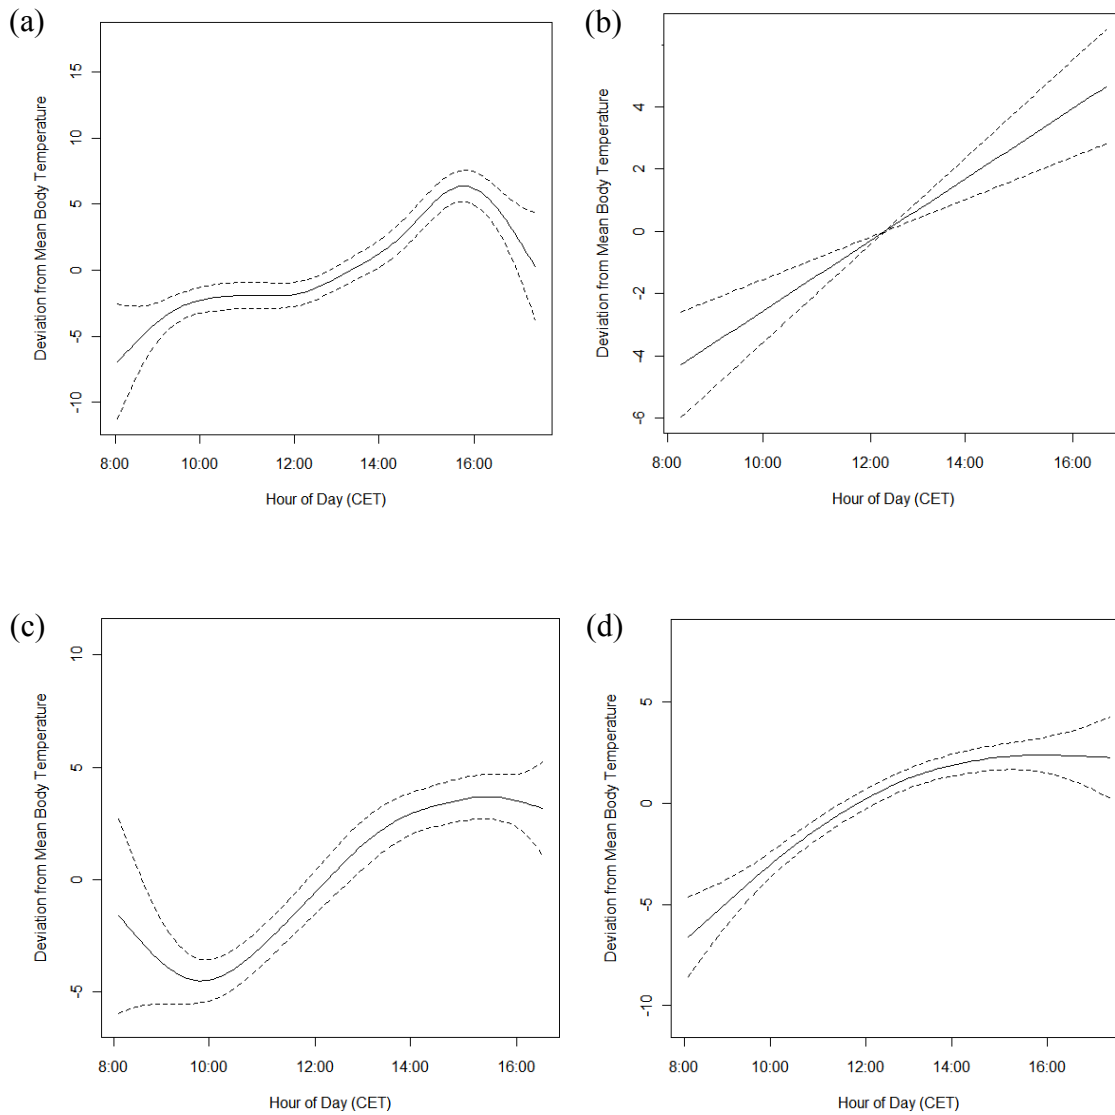 (a)
Deviation from Mean Body Temperature
15
10
5
0
-5
-10
8:00 10:00 12:00 14:00 16:00
Hour of Day (CET)
(b)
Deviation from Mean Body Temperature
4
2
0
-2
-4
-6
8:00 10:00 12:00 14:00 16:00
Hour of Day (CET)
(c)
Deviation from Mean Body Temperature
10
5
0
-5
8:00 10:00 12:00 14:00 16:00
Hour of Day (CET)
(d)
Deviation from Mean Body Temperature
5
0
-5
-10
8:00 10:00 12:00 14:00 16:00
Hour of Day (CET)